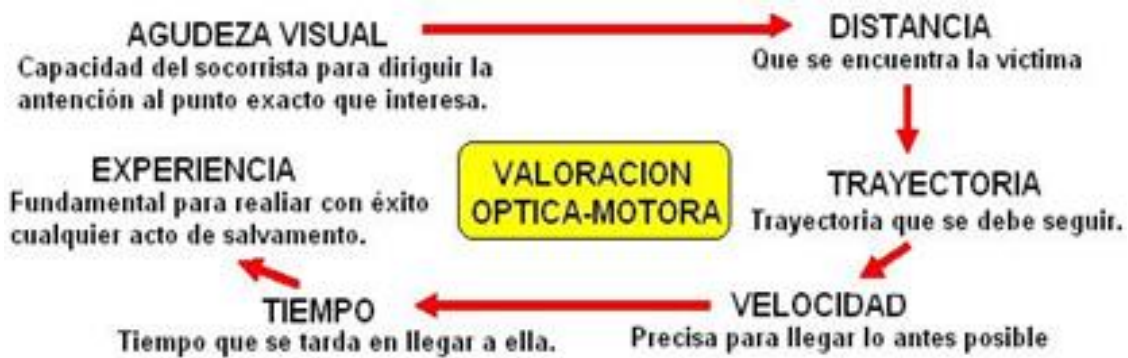 AGUDEZA VISUAL
Capacidad del socorrista para diriguir la
antención al punto exacto que interesa.
DISTANCIA
Que se encuentra la víctima
TRAYECTORIA
Trayectoria que se debe seguir.
VELOCIDAD
Precisa para llegar lo antes posible
TIEMPO
Tiempo que se tarda en llegar a ella.
EXPERIENCIA
Fundamental para realiar con éxito
cualquier acto de salvamento.
VALORACION
OPTICA-MOTORA